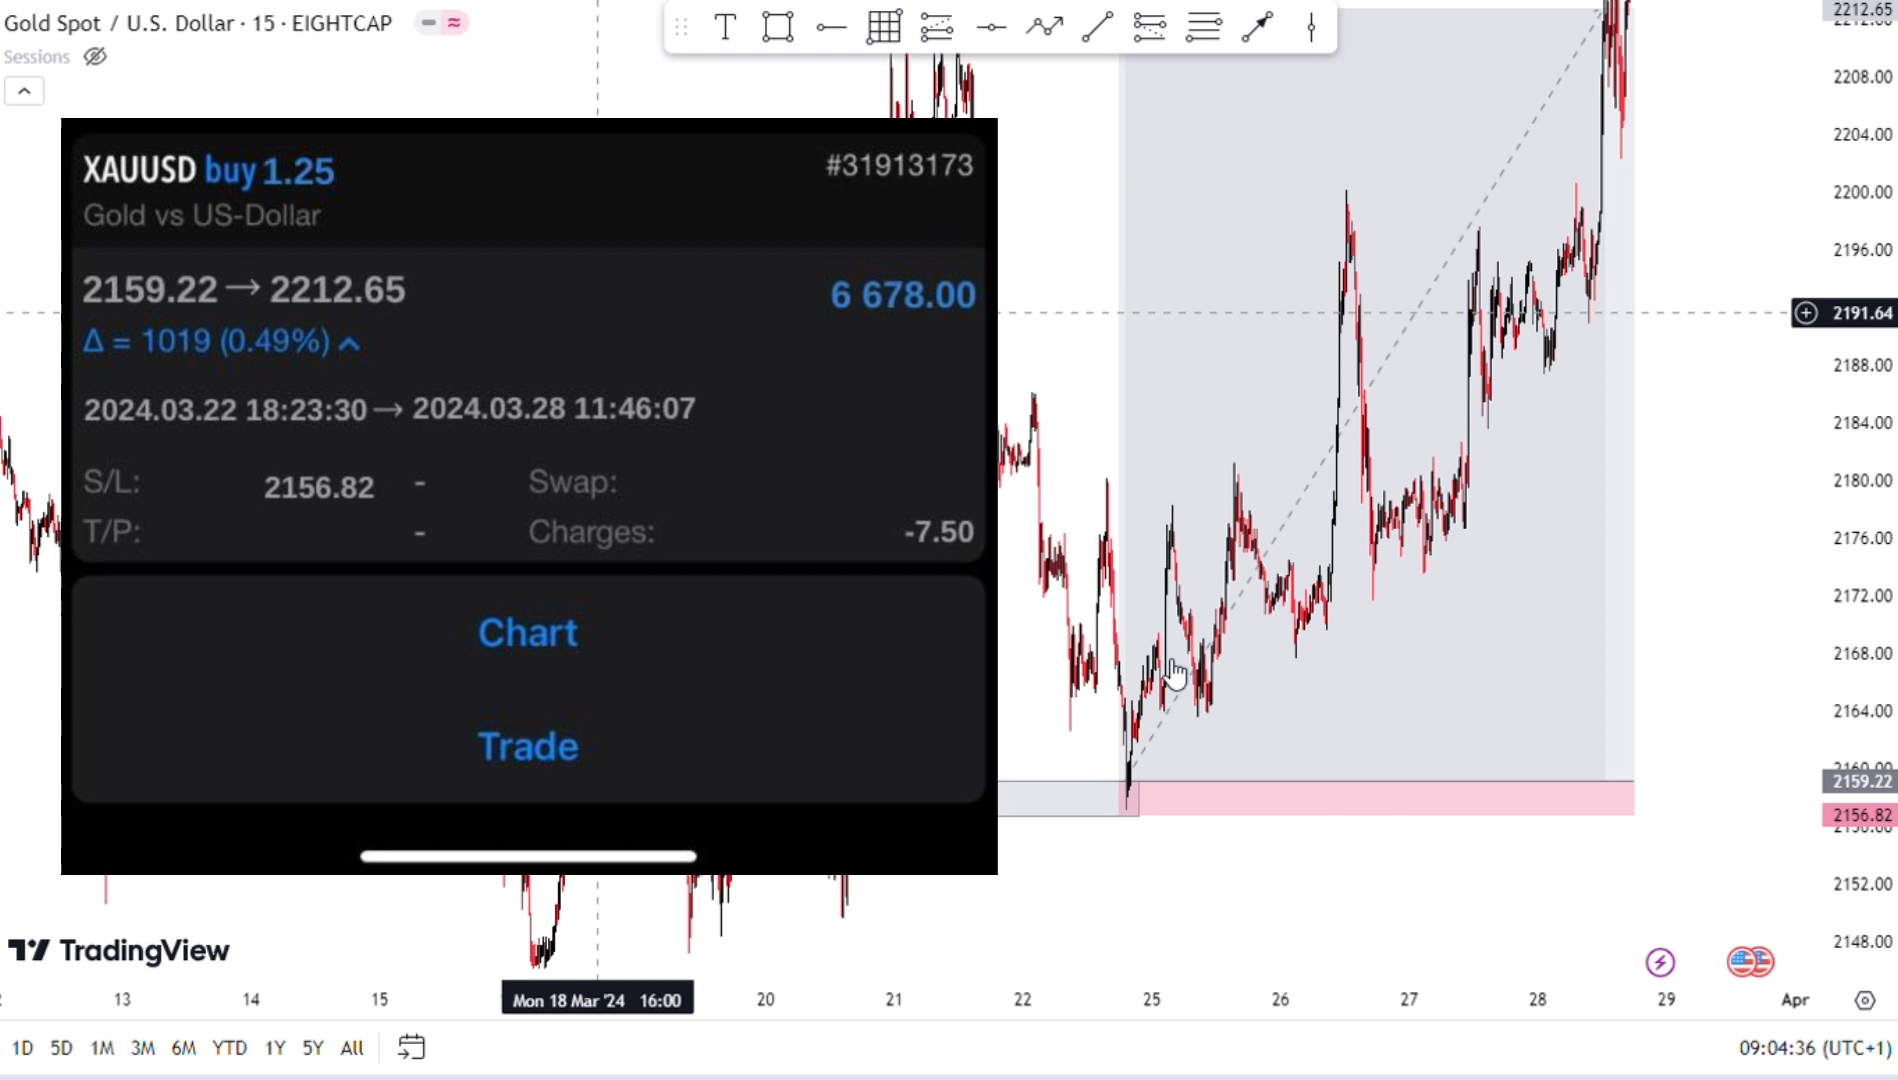 Gold Spot / U.S. Dollar · 15 · EIGHTCAP
Sessions
XAUUSD buy 1.25
#31913173
Gold vs US-Dollar
2159.22 → 2212.65
6 678.00
Δ = 1019 (0.49%)
2024.03.22 18:23:30 → 2024.03.28 11:46:07
S/L: 2156.82 - Swap:
T/P: - Charges: -7.50
Chart
Trade
2212.65
2208.00
2204.00
2200.00
2196.00
2191.64
2188.00
2184.00
2180.00
2176.00
2172.00
2168.00
2164.00
2160.00
2159.22
2156.82
2152.00
2148.00
TradingView
13 14 15 Mon 18 Mar '24 16:00 20 21 22 25 26 27 28 29 Apr
1D 5D 1M 3M 6M YTD 1Y 5Y All
09:04:36 (UTC+1)